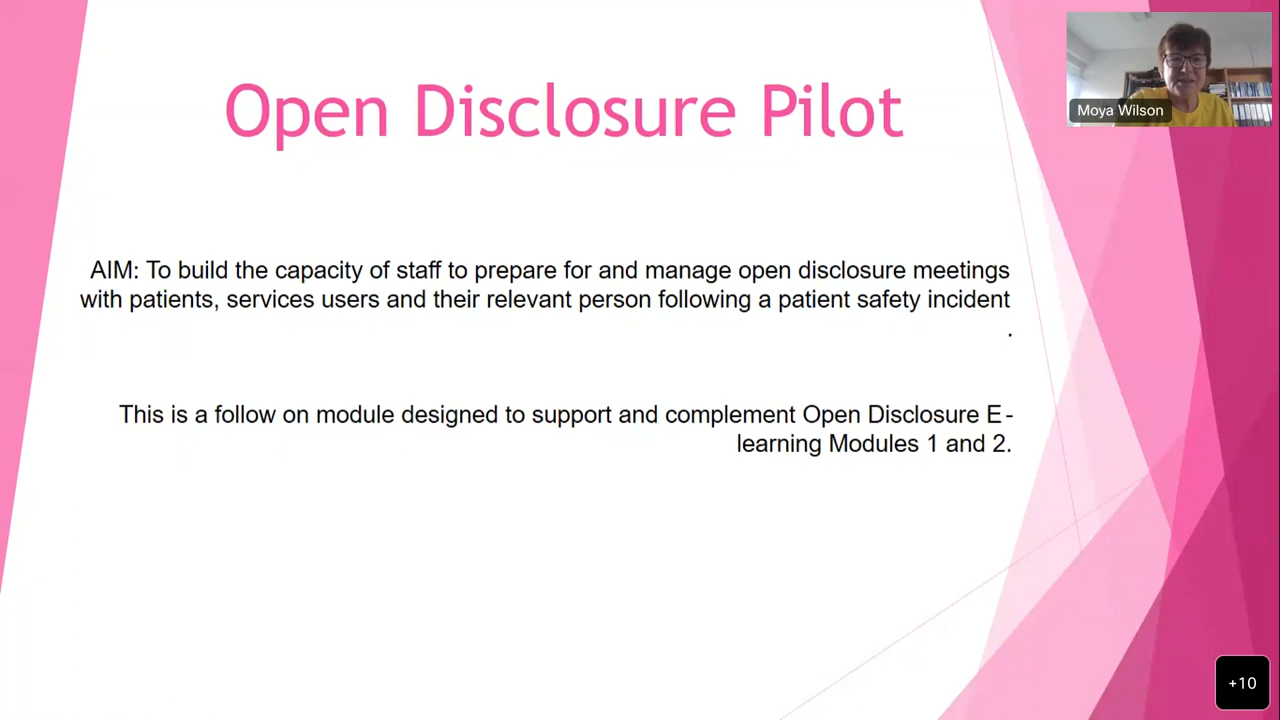 Open Disclosure Pilot
Moya Wilson
AIM: To build the capacity of staff to prepare for and manage open disclosure meetings
with patients, services users and their relevant person following a patient safety incident
.
This is a follow on module designed to support and complement Open Disclosure E-
learning Modules 1 and 2.
+10